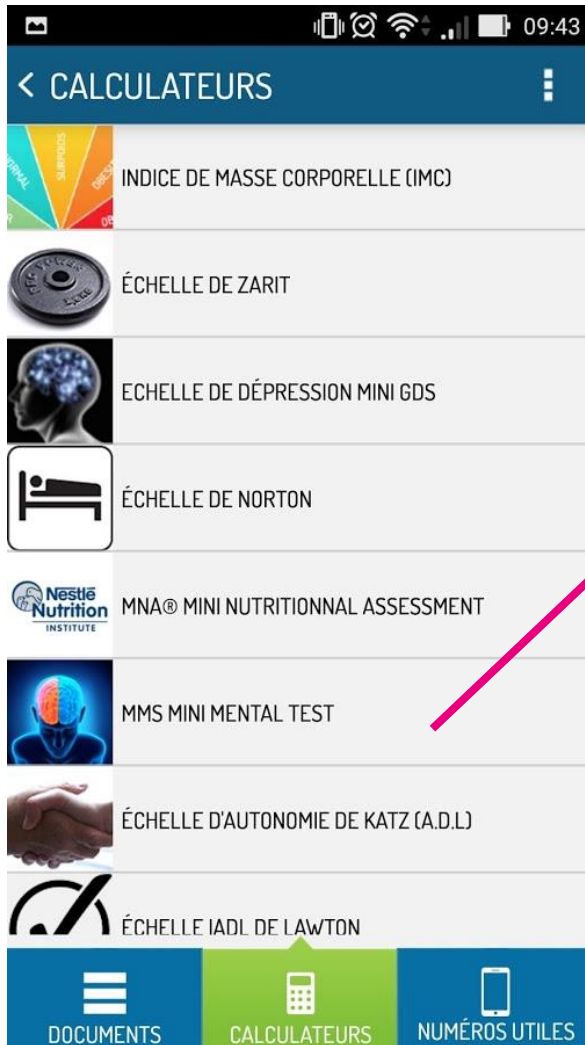 09:43
< CALCULATEURS
NORMAL
SURPOIDS
INDICE DE MASSE CORPORELLE (IMC)
ÉCHELLE DE ZARIT
ECHELLE DE DÉPRESSION MINI GDS
ÉCHELLE DE NORTON
Nestlé
Nutrition
INSTITUTE
MNA® MINI NUTRITIONNAL ASSESSMENT
MMS MINI MENTAL TEST
ÉCHELLE D'AUTONOMIE DE KATZ (A.D.L)
ÉCHELLE IADL DE LAWTON
DOCUMENTS
CALCULATEURS
NUMÉROS UTILES